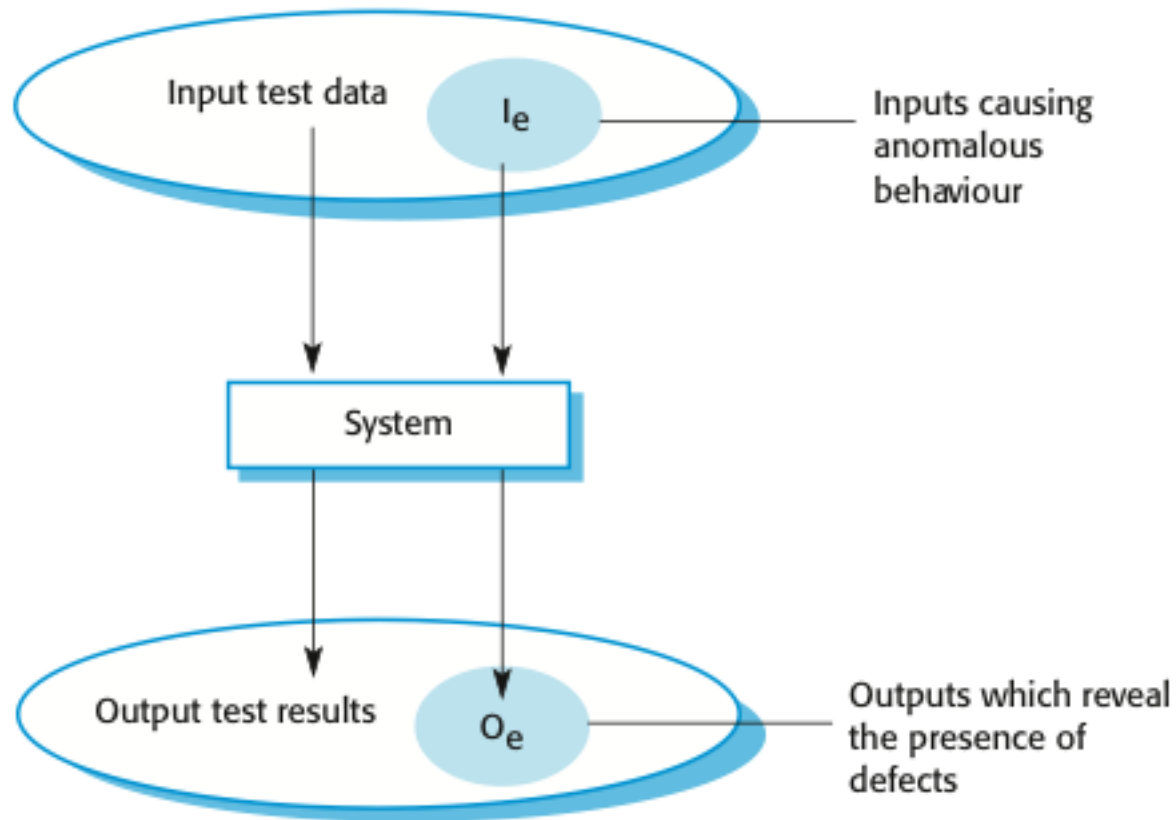 Input test data
Ie
Inputs causing
anomalous
behaviour
System
Output test results
Oe
Outputs which reveal
the presence of
defects